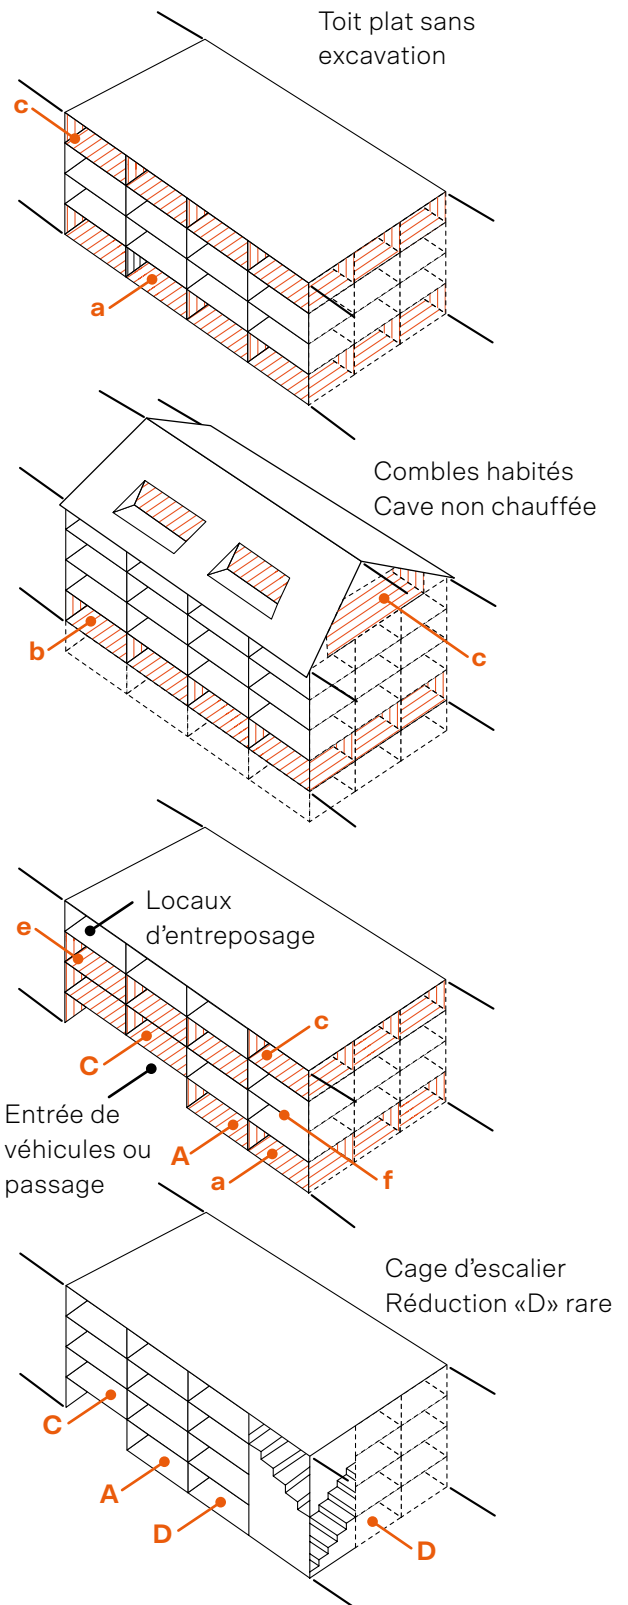 Toit plat sans
excavation
c
a
Combles habités
Cave non chauffée
b
c
Locaux
d'entreposage
e
c
C
Entrée de
véhicules ou
passage
A
a
f
Cage d'escalier
Réduction «D» rare
C
A
D
D